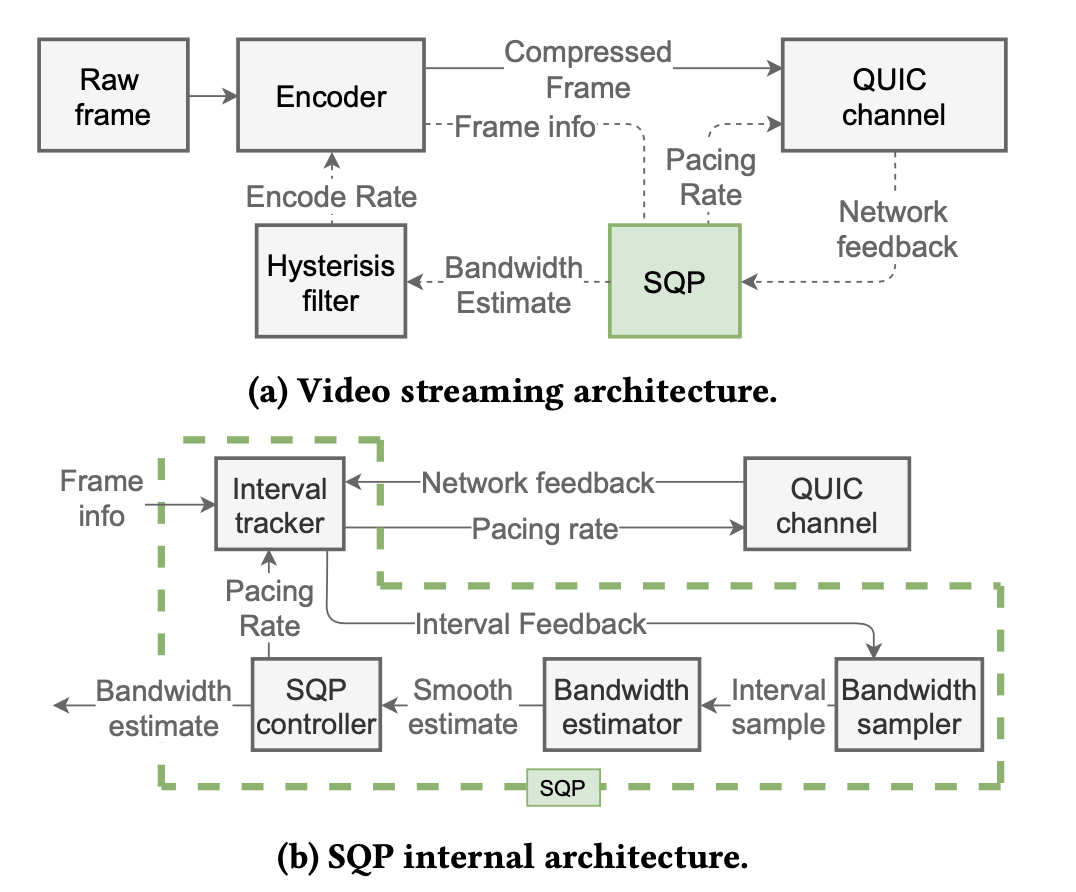 Raw
frame
Encoder
Compressed
Frame
QUIC
channel
Frame info
Pacing
Rate
Encode Rate
Network
feedback
Hysterisis
filter
Bandwidth
Estimate
SQP
(a) Video streaming architecture.
Frame
info
Interval
tracker
Network feedback
QUIC
channel
Pacing rate
Pacing
Rate
Interval Feedback
Bandwidth
estimate
SQP
controller
Smooth
estimate
Bandwidth
estimator
Interval
sample
Bandwidth
sampler
SQP
(b) SQP internal architecture.